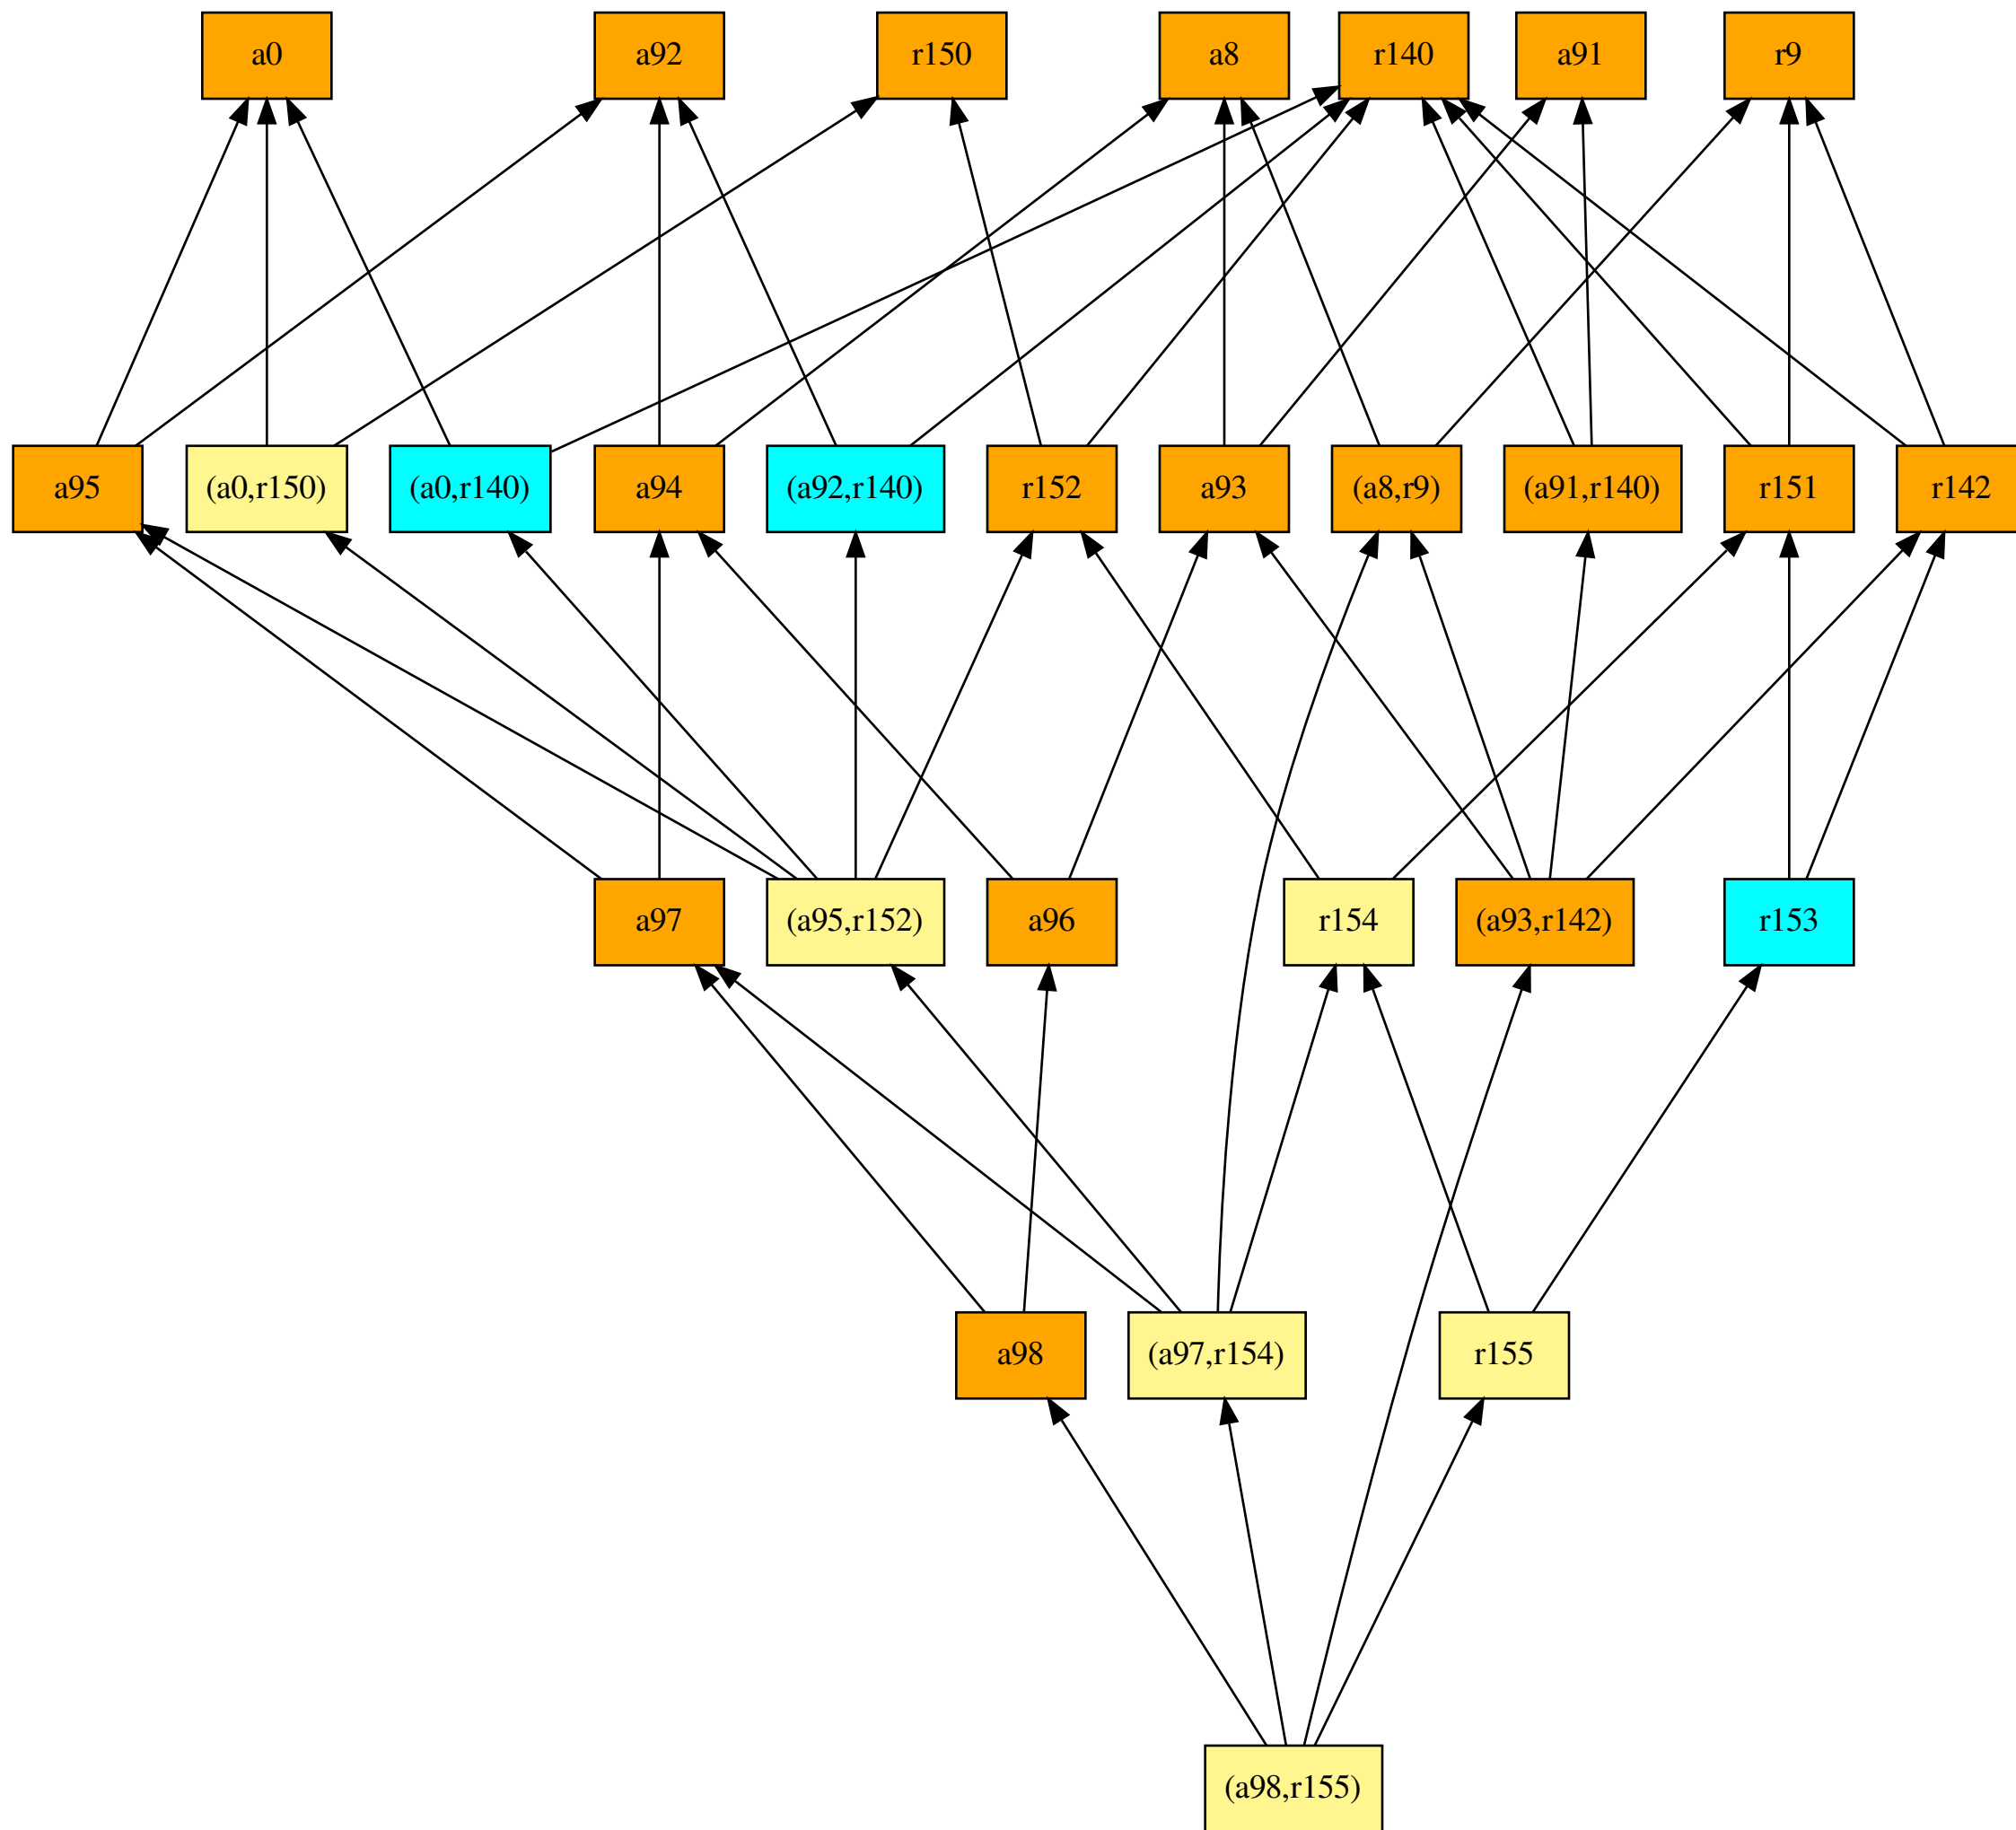 a0
a92
r150
a8
r140
a91
r9
a95
(a0,r150)
(a0,r140)
a94
(a92,r140)
r152
a93
(a8,r9)
(a91,r140)
r151
r142
a97
(a95,r152)
a96
r154
(a93,r142)
r153
a98
(a97,r154)
r155
(a98,r155)